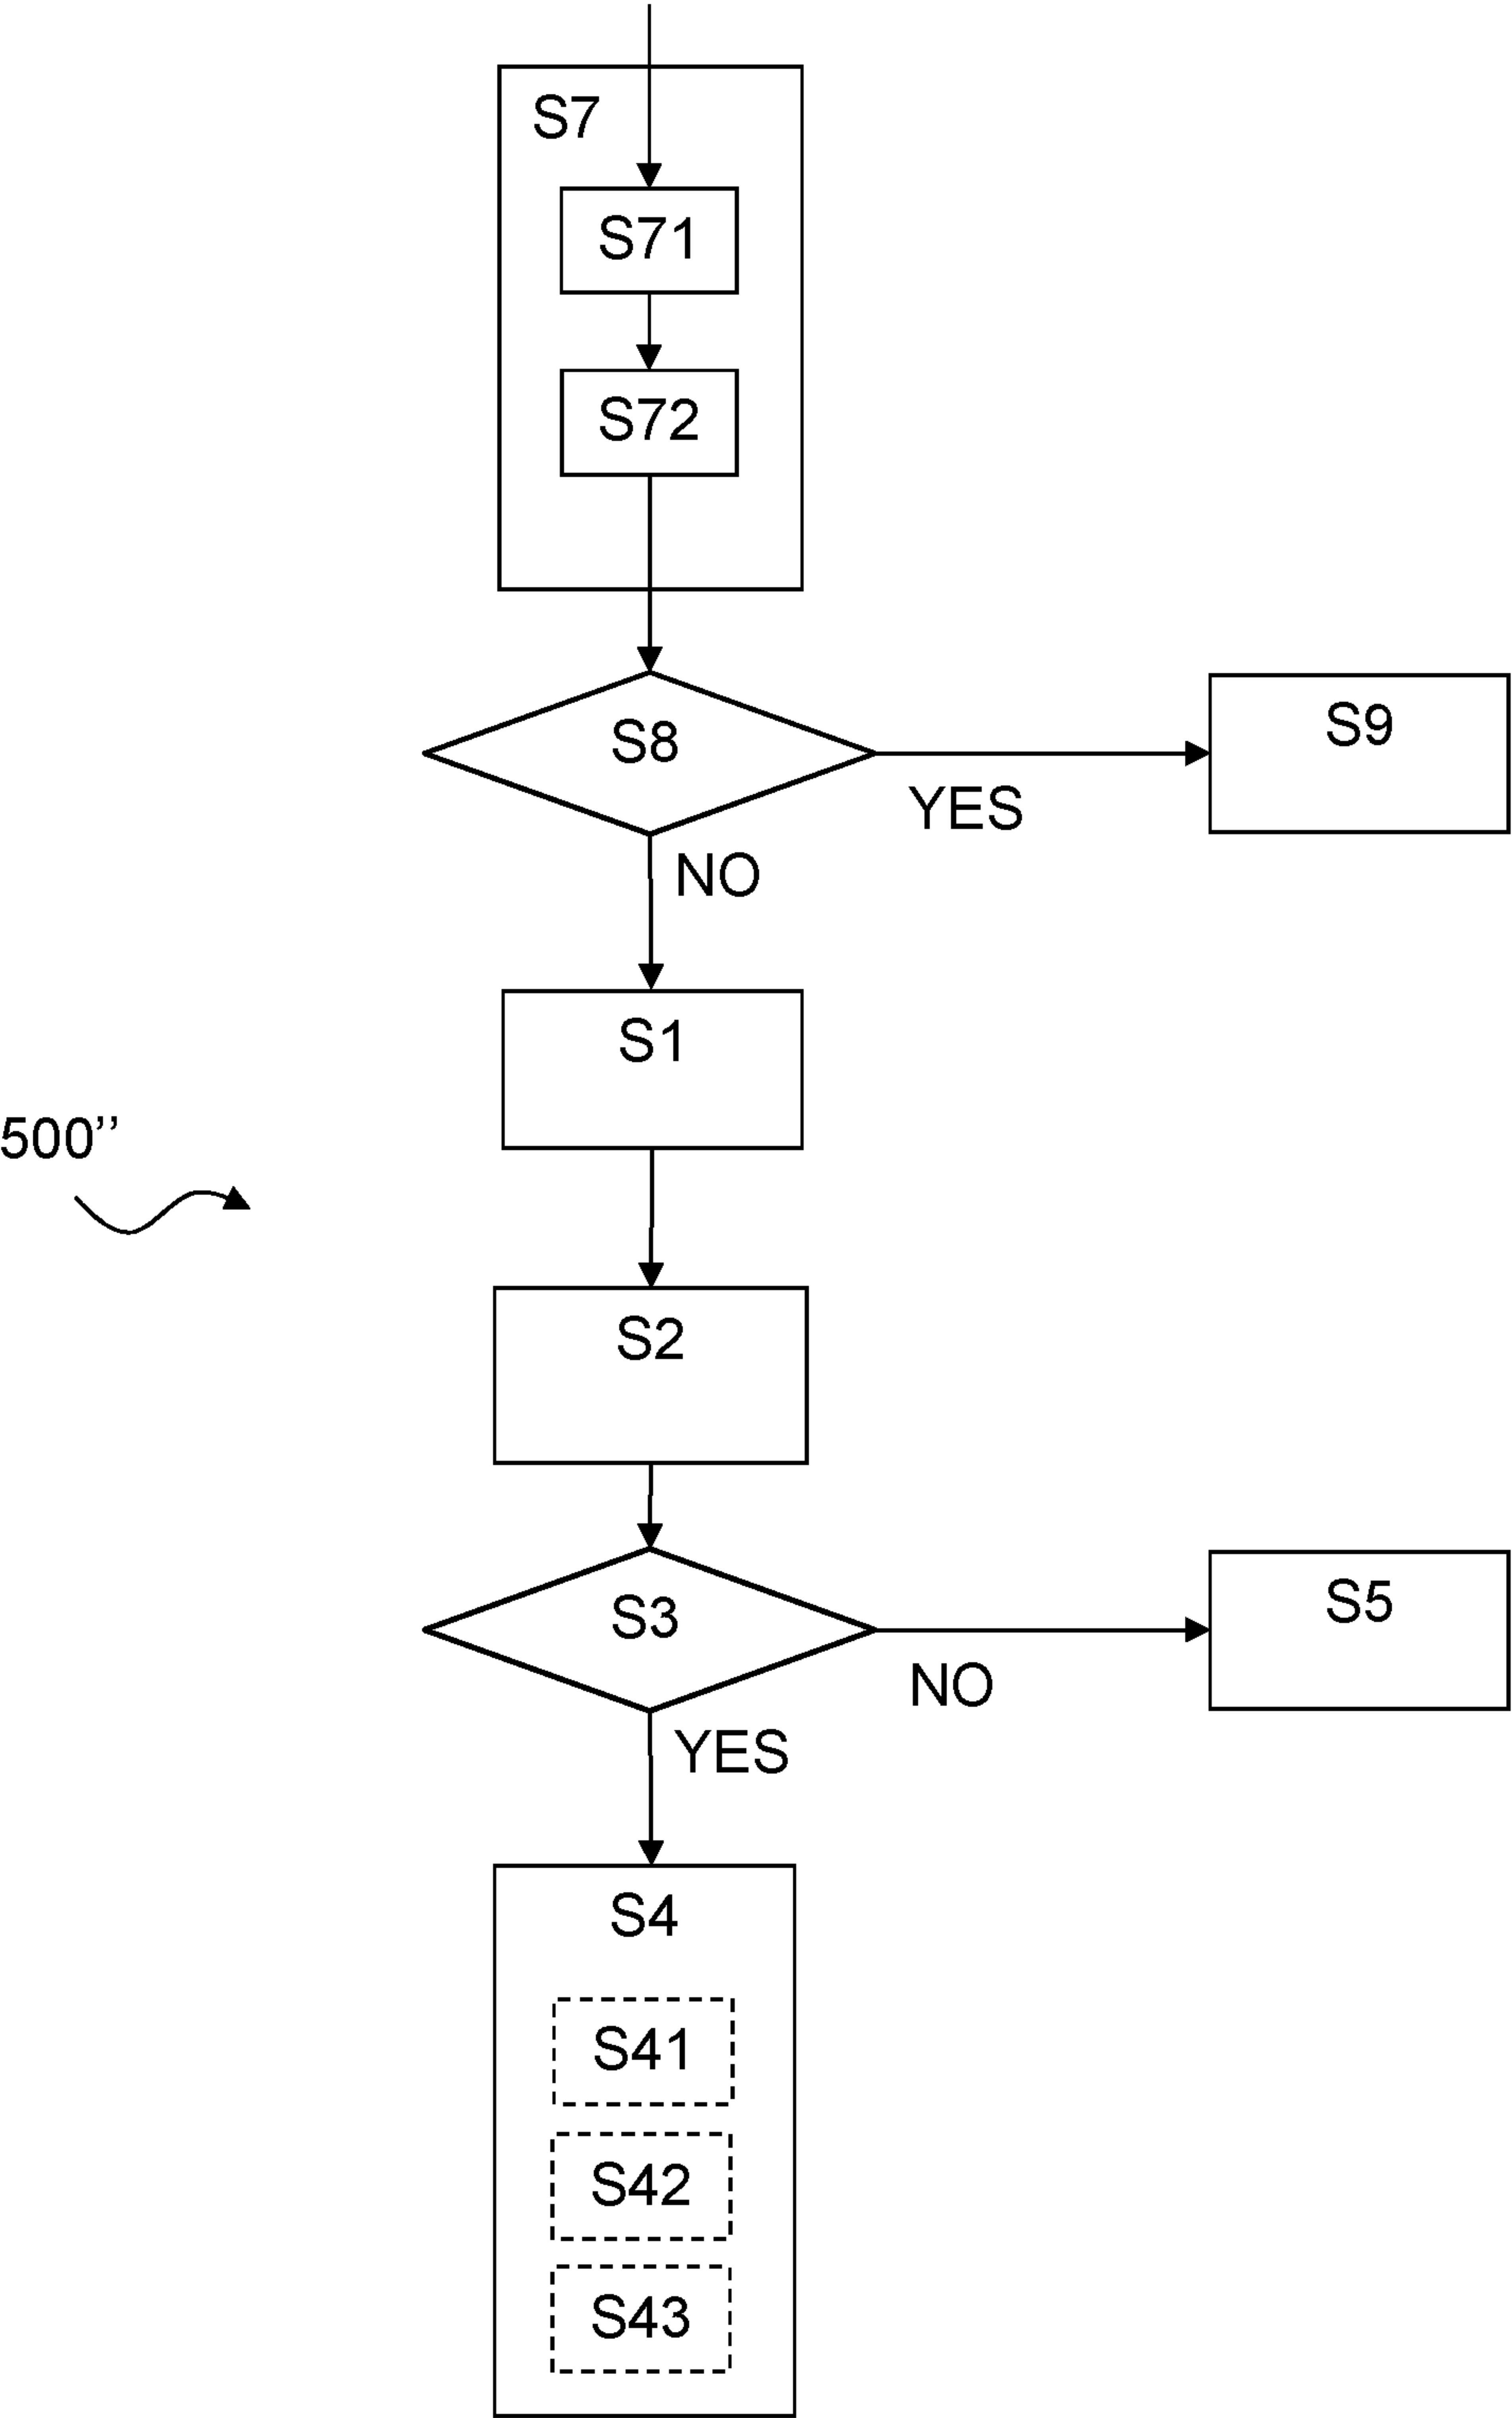 S7
S71
S72
S8
S9
YES
NO
S1
500’’
S2
S3
S5
NO
YES
S4
S41
S42
S43